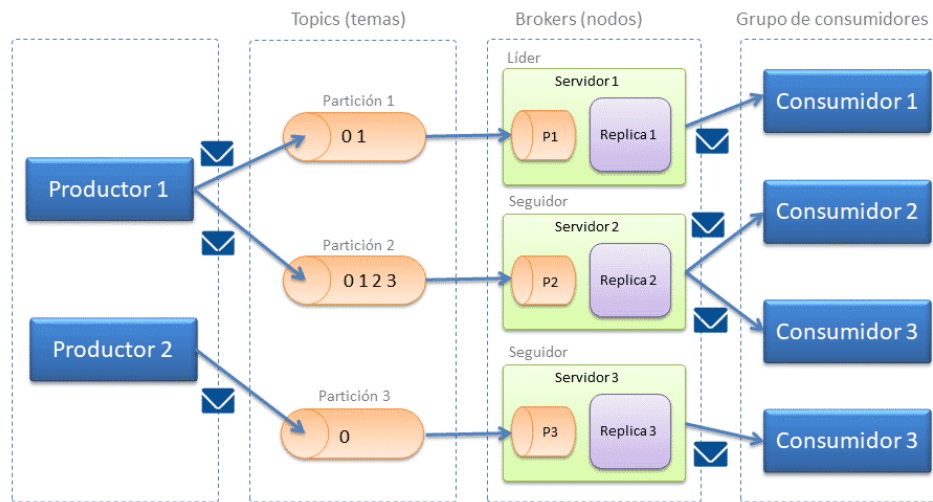 Topics (temas)
Brokers (nodos)
Grupo de consumidores
Productor 1
Productor 2
Partición 1
0 1
Partición 2
0 1 2 3
Partición 3
0
Líder
Servidor 1
P1
Replica 1
Seguidor
Servidor 2
P2
Replica 2
Seguidor
Servidor 3
P3
Replica 3
Consumidor 1
Consumidor 2
Consumidor 3
Consumidor 3